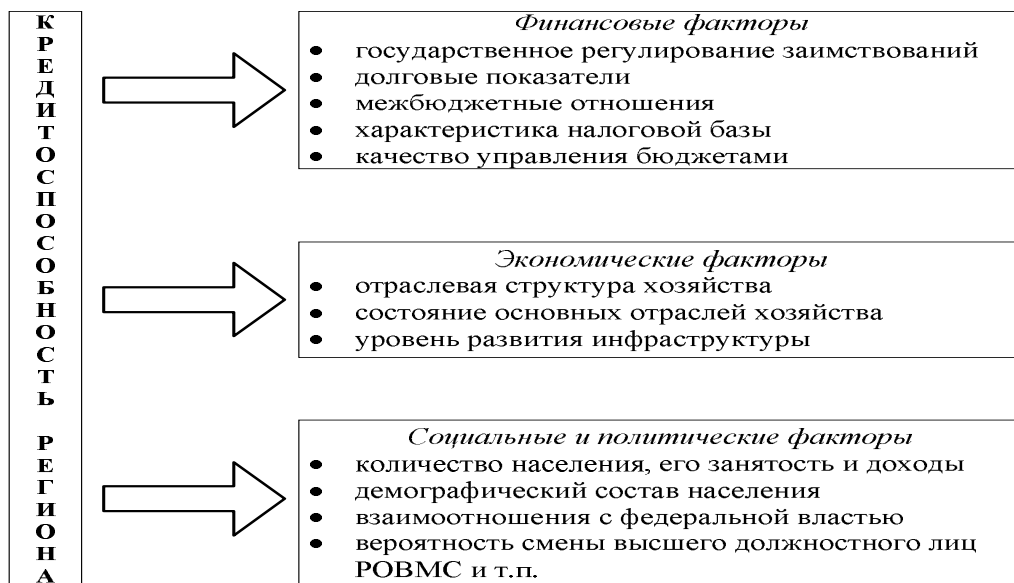 КРЕДИТОСПОСОБНОСТЬ РЕГИОНА
Финансовые факторы
● государственное регулирование заимствований
● долговые показатели
● межбюджетные отношения
● характеристика налоговой базы
● качество управления бюджетами
Экономические факторы
● отраслевая структура хозяйства
● состояние основных отраслей хозяйства
● уровень развития инфраструктуры
Социальные и политические факторы
● количество населения, его занятость и доходы
● демографический состав населения
● взаимоотношения с федеральной властью
● вероятность смены высшего должностного лиц
РОВМС и т.п.